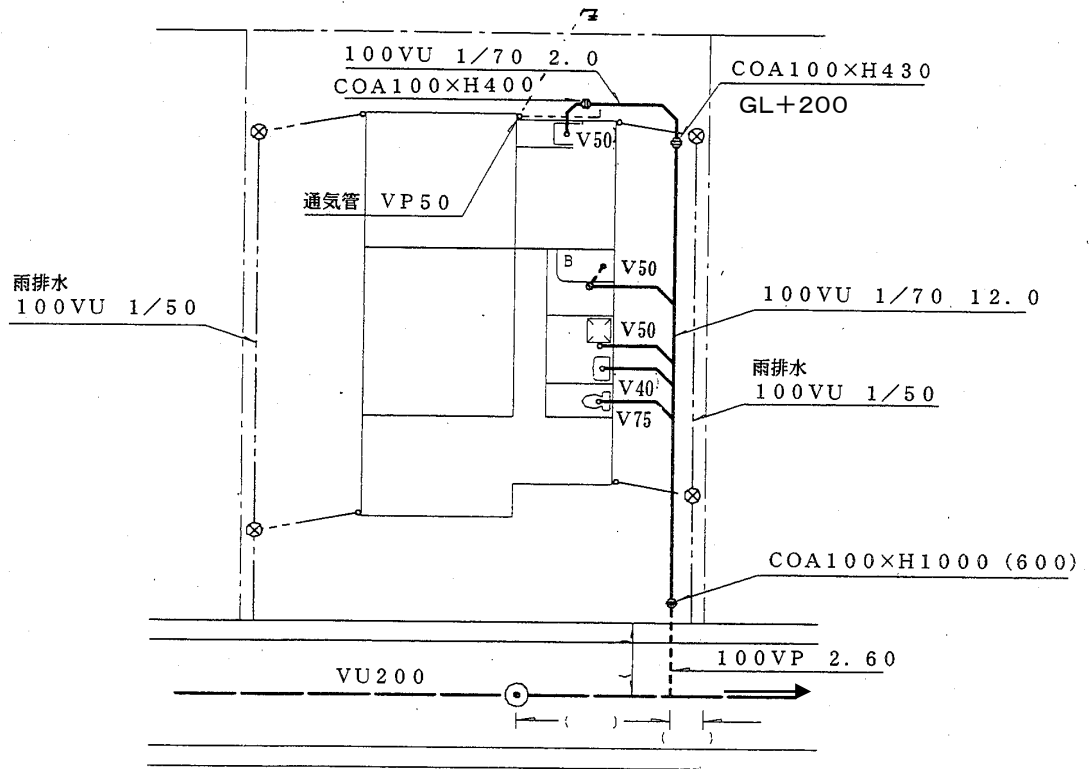 100VU 1/70 2.0
COA100×H400
COA100×H430
GL+200
V50
通気管 VP50
B
V50
雨排水
100VU 1/50
100VU 1/70 12.0
V50
雨排水
100VU 1/50
V40
V75
COA100×H1000(600)
100VP 2.60
VU200
( )
( )